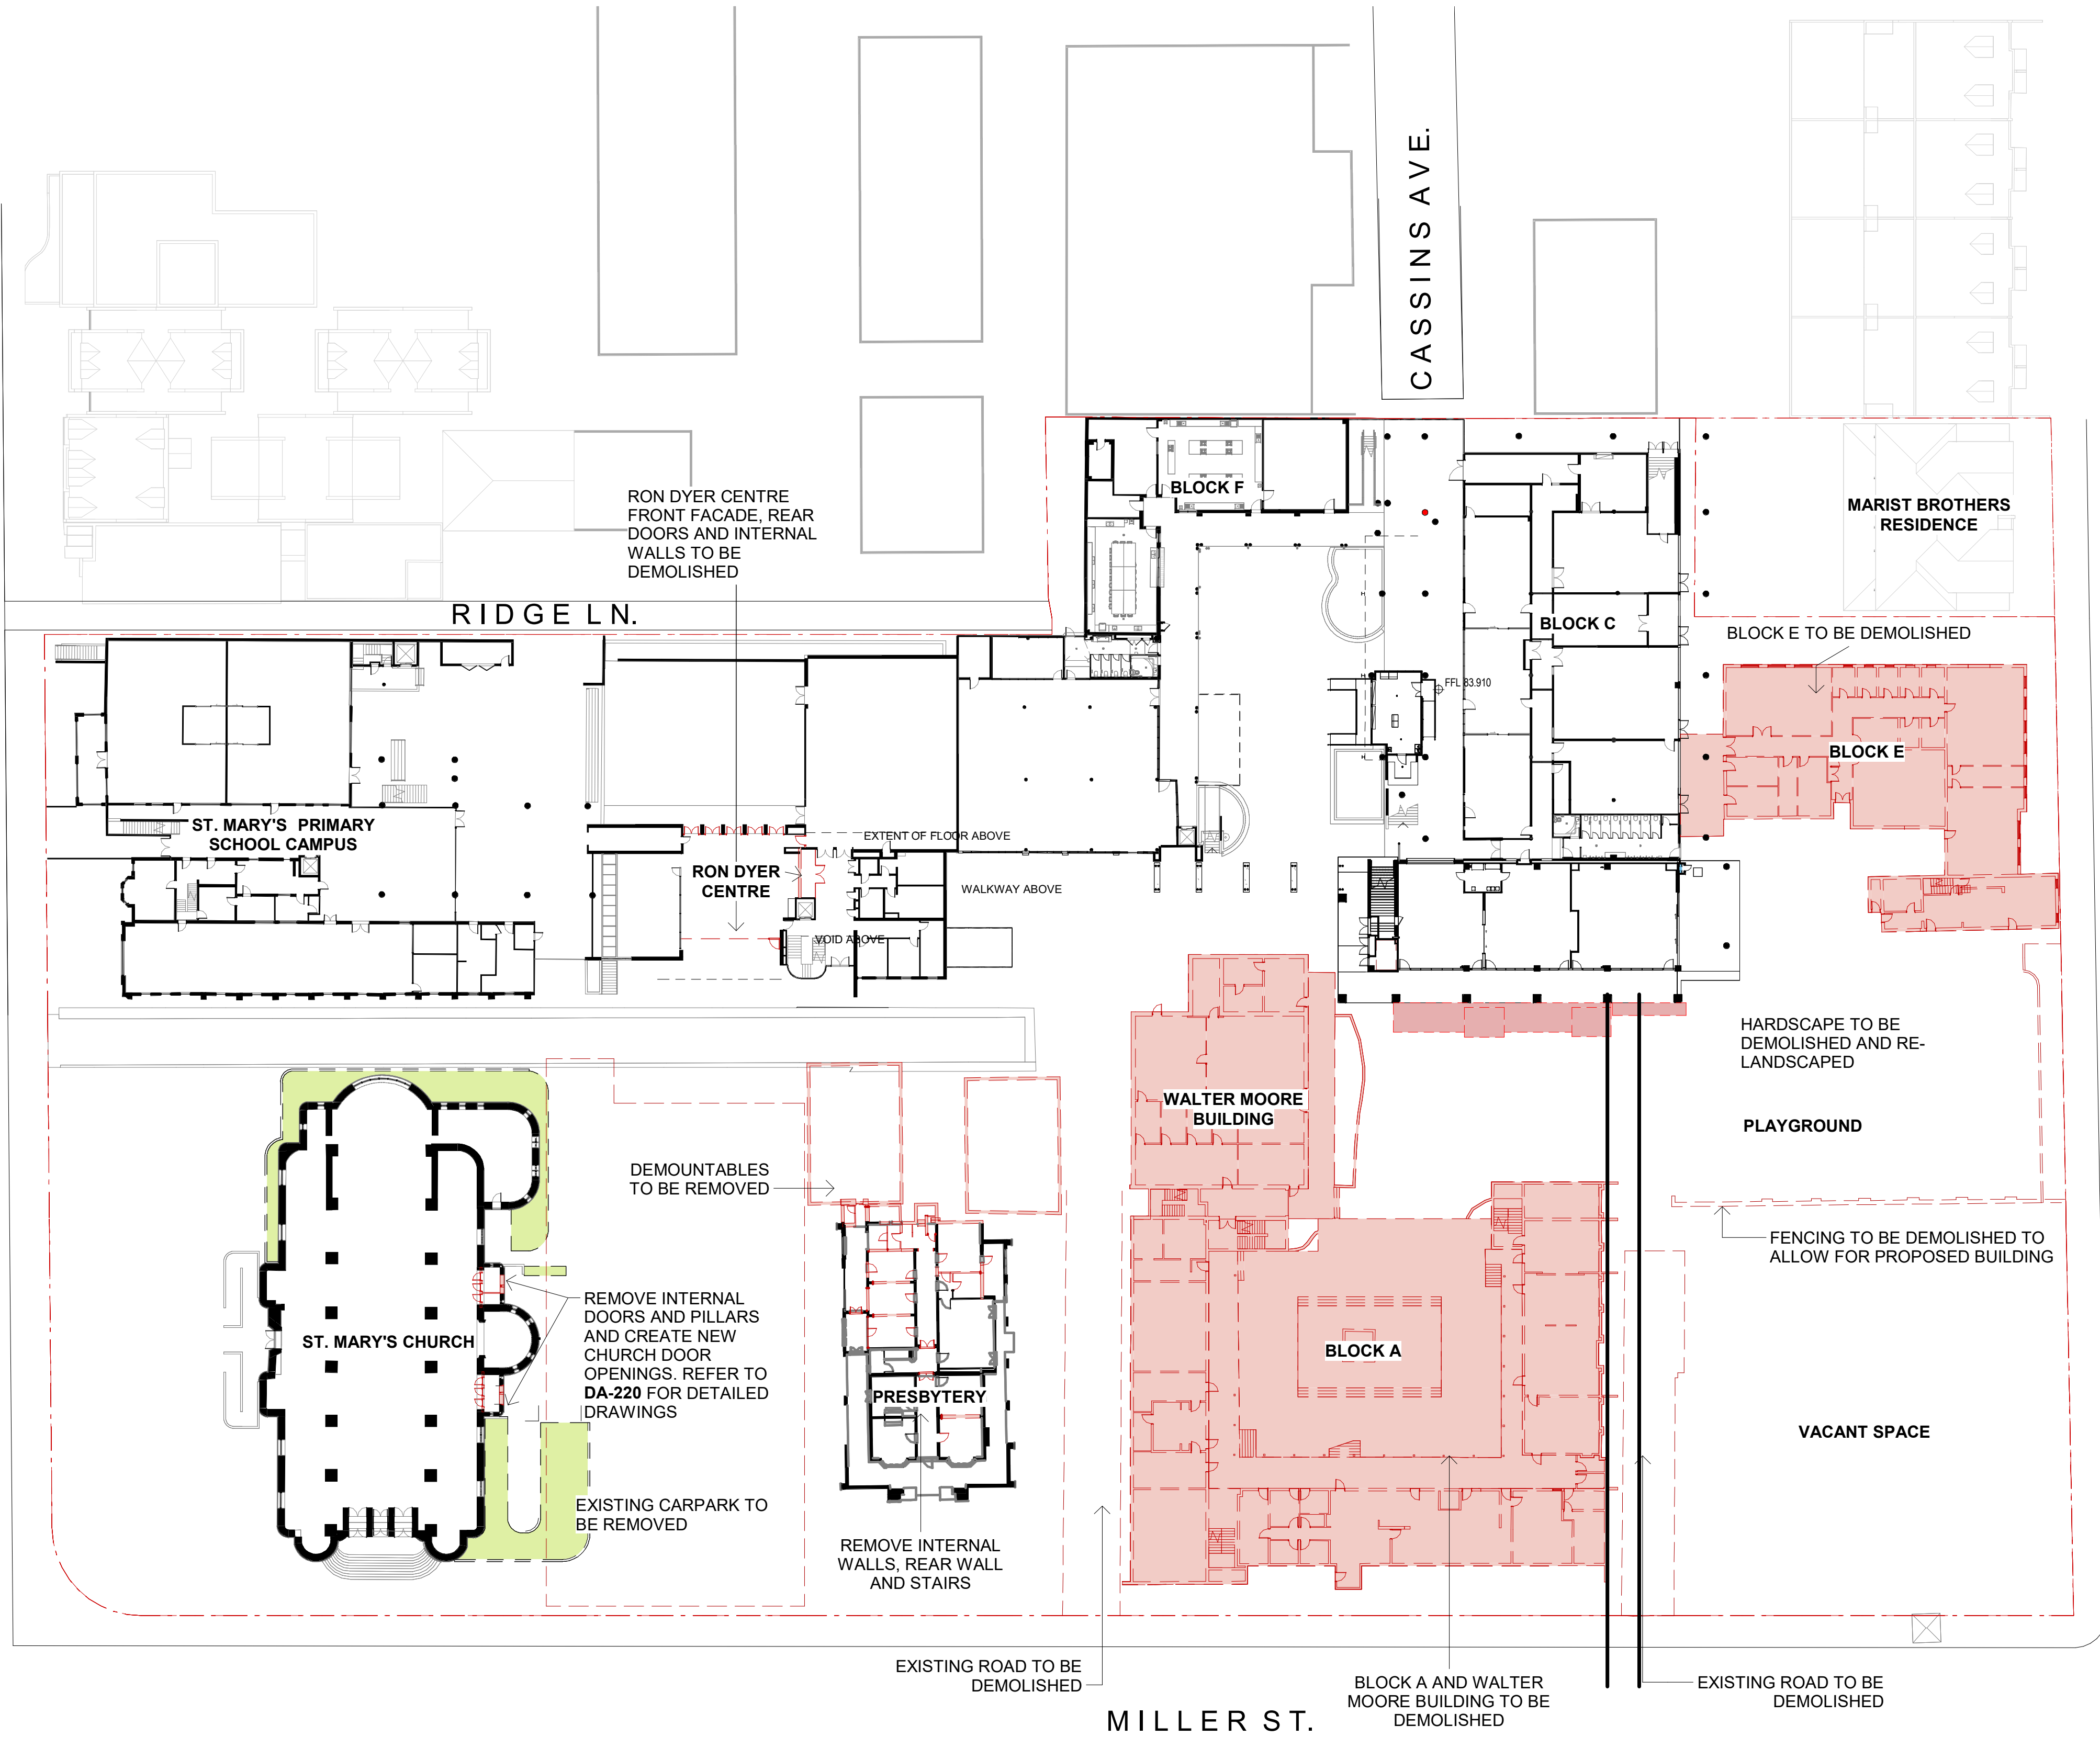 CASSINS AVE.
RON DYER CENTRE
FRONT FACADE, REAR
DOORS AND INTERNAL
WALLS TO BE
DEMOLISHED
BLOCK F
MARIST BROTHERS
RESIDENCE
RIDGE LN.
BLOCK C
BLOCK E TO BE DEMOLISHED
FFL 83.910
BLOCK E
ST. MARY'S PRIMARY
SCHOOL CAMPUS
EXTENT OF FLOOR ABOVE
RON DYER
CENTRE
WALKWAY ABOVE
VOID ABOVE
HARDSCAPE TO BE
DEMOLISHED AND RE-
LANDSCAPED
WALTER MOORE
BUILDING
PLAYGROUND
DEMOUNTABLES
TO BE REMOVED
FENCING TO BE DEMOLISHED TO
ALLOW FOR PROPOSED BUILDING
REMOVE INTERNAL
DOORS AND PILLARS
AND CREATE NEW
CHURCH DOOR
OPENINGS. REFER TO
DA-220 FOR DETAILED
DRAWINGS
ST. MARY'S CHURCH
BLOCK A
PRESBYTERY
VACANT SPACE
EXISTING CARPARK TO
BE REMOVED
REMOVE INTERNAL
WALLS, REAR WALL
AND STAIRS
EXISTING ROAD TO BE
DEMOLISHED
BLOCK A AND WALTER
MOORE BUILDING TO BE
DEMOLISHED
EXISTING ROAD TO BE
DEMOLISHED
MILLER ST.